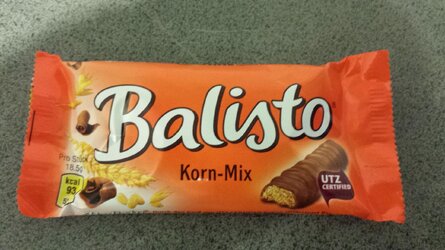 Balisto
Korn-Mix
Pro Stück
18,5g
kcal
93
UTZ
CERTIFIED